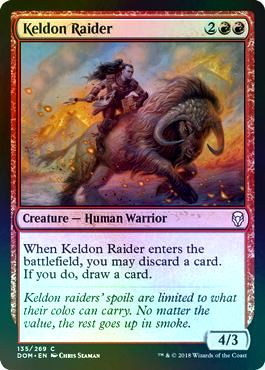 Keldon Raider 2
Creature — Human Warrior
When Keldon Raider enters the
battlefield, you may discard a card.
If you do, draw a card.
Keldon raiders' spoils are limited to what
their colos can carry. No matter the
value, the rest goes up in smoke.
4/3
135/269 C
DOM • EN Chris Seaman
™ & © 2018 Wizards of the Coast